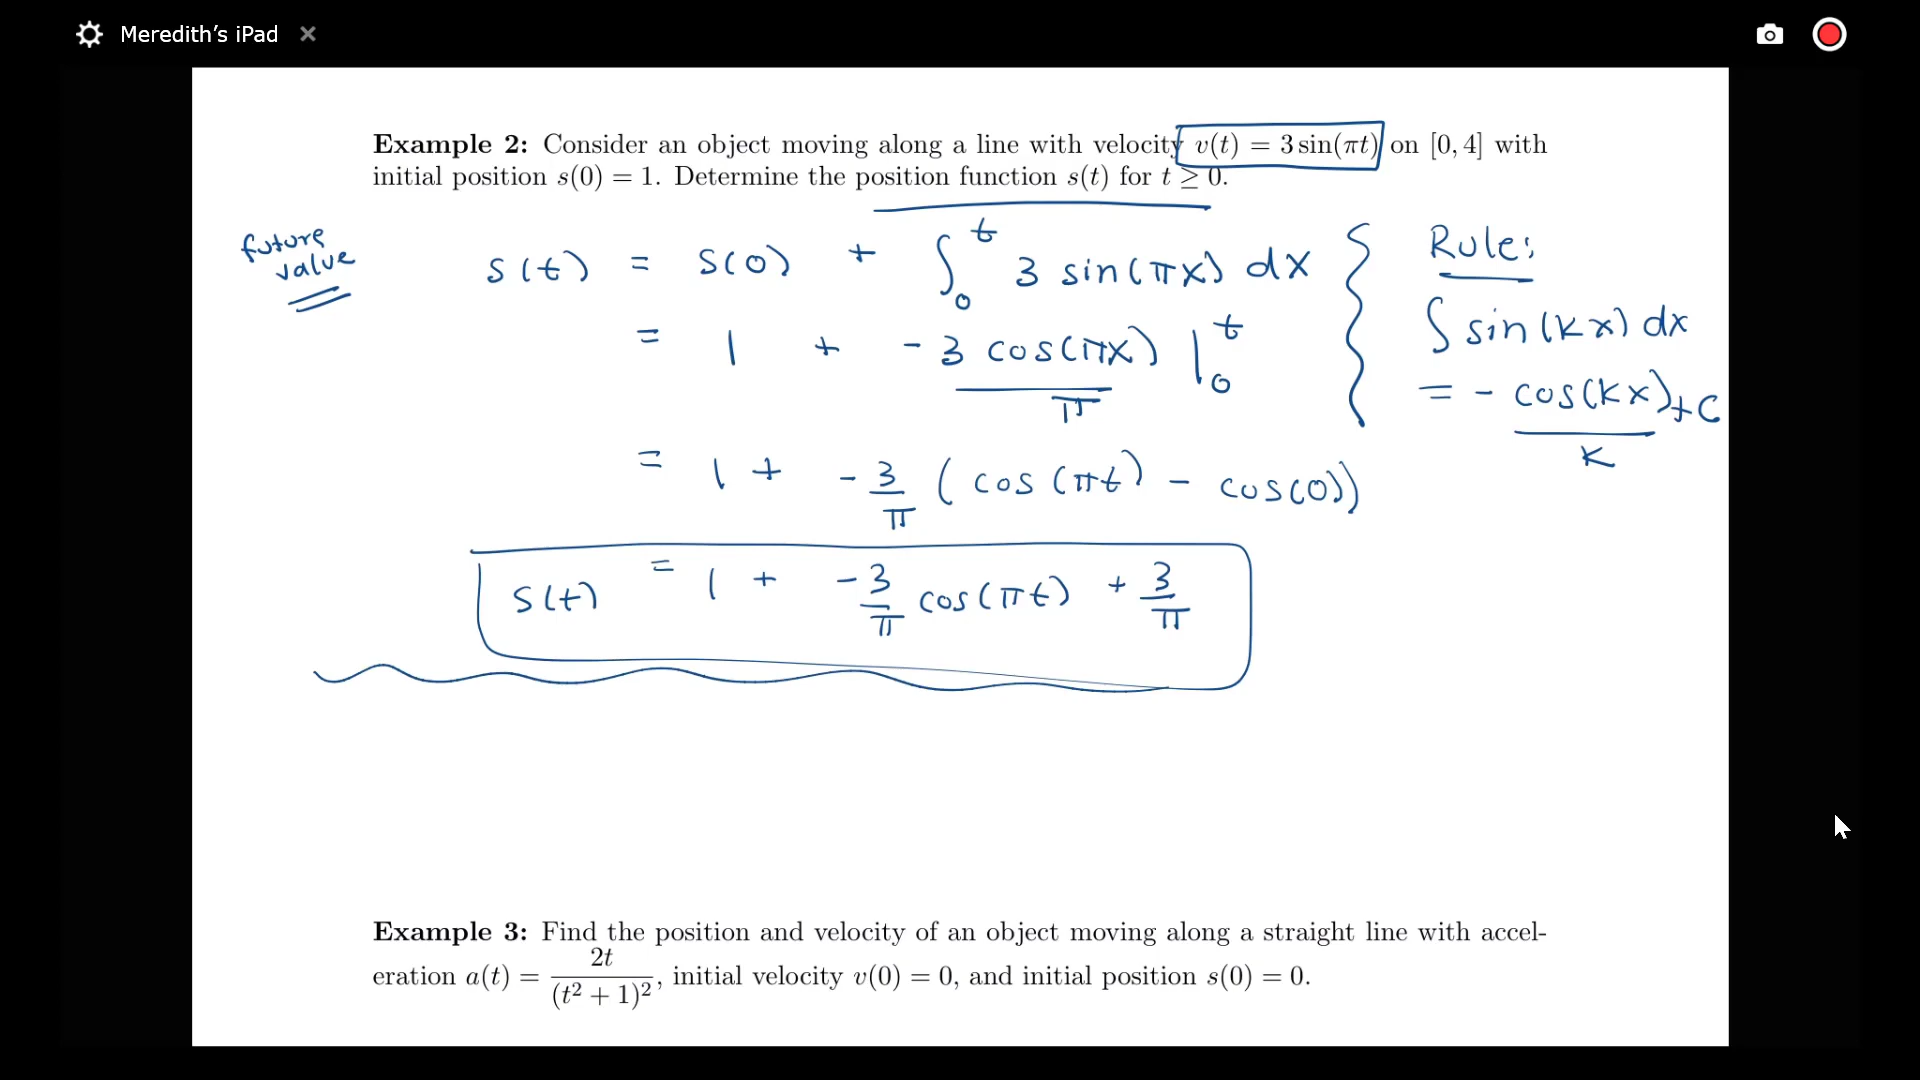 Meredith's iPad
Example 2: Consider an object moving along a line with velocity v(t) = 3 sin(πt) on [0, 4] with
initial position s(0) = 1. Determine the position function s(t) for t ≥ 0.
future
value
s(t) = s(0) + ∫₀ᵗ 3 sin(πx) dx
= 1 + -3 cos(πx)/π |₀ᵗ
= 1 + -3/π (cos(πt) - cos(0))
s(t) = 1 + -3/π cos(πt) + 3/π
Rule:
∫ sin(kx) dx
= - cos(kx)/k + C
Example 3: Find the position and velocity of an object moving along a straight line with accel-
eration a(t) = 2t/(t² + 1)², initial velocity v(0) = 0, and initial position s(0) = 0.